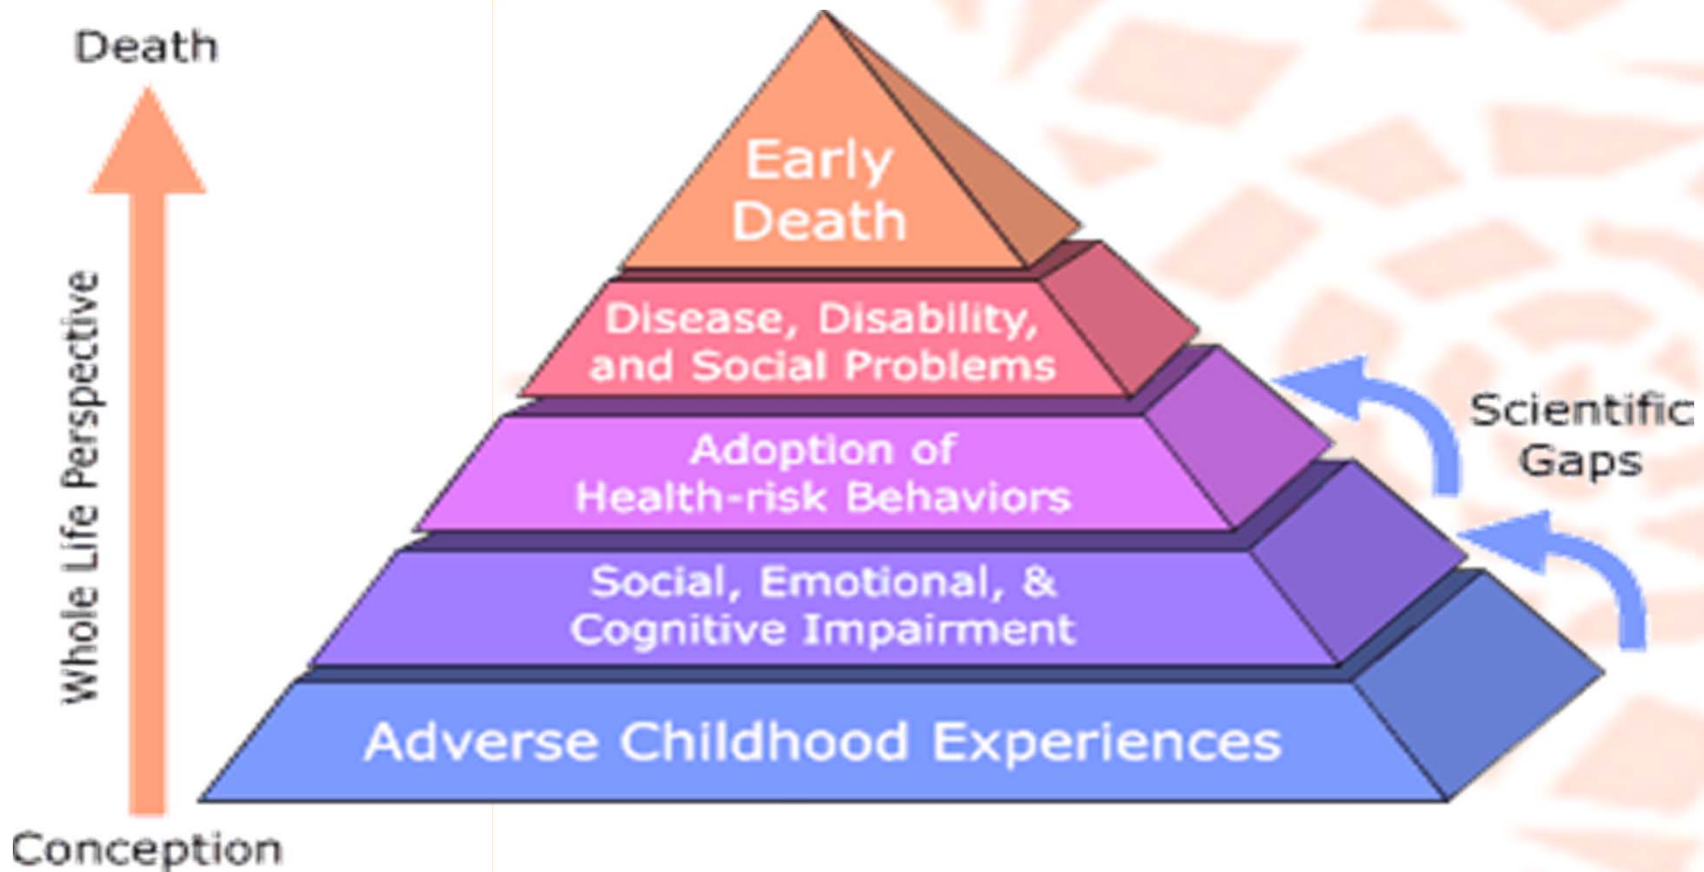 Death
Whole Life Perspective
Conception
Early
Death
Disease, Disability,
and Social Problems
Adoption of
Health-risk Behaviors
Social, Emotional, &
Cognitive Impairment
Adverse Childhood Experiences
Scientific
Gaps